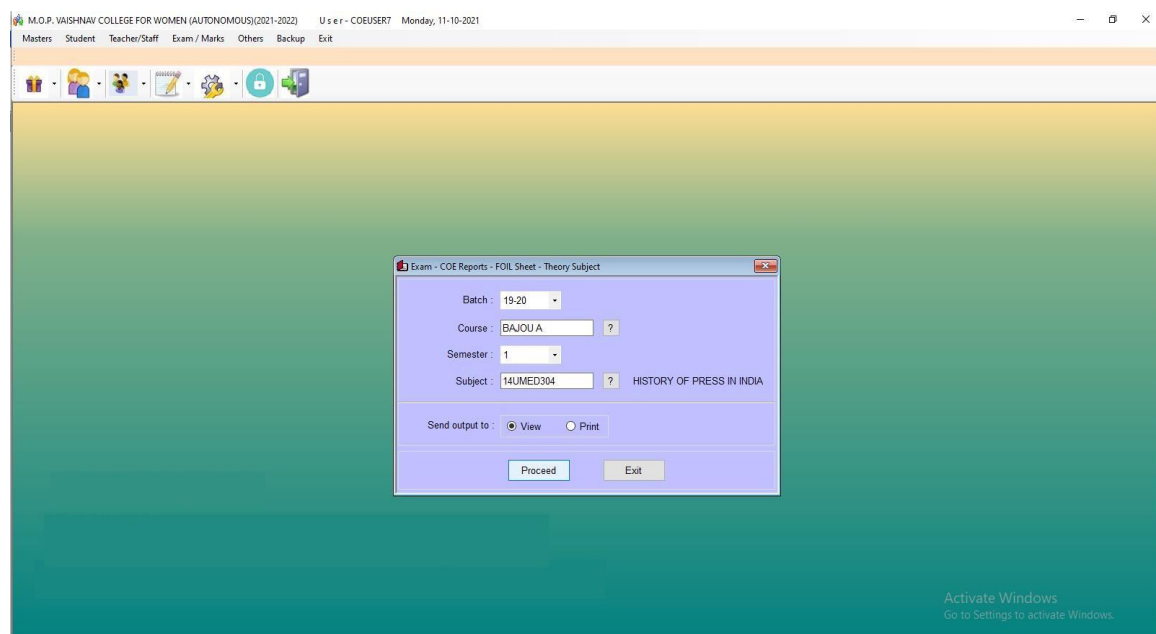 M.O.P. VAISHNAV COLLEGE FOR WOMEN (AUTONOMOUS)(2021-2022) U s e r - COEUSER7 Monday, 11-10-2021
Masters Student Teacher/Staff Exam / Marks Others Backup Exit
Exam - COE Reports - FOIL Sheet - Theory Subject
Batch : 19-20
Course : BAJOU A ?
Semester : 1
Subject : 14UMED304 ? HISTORY OF PRESS IN INDIA
Send output to : View Print
Proceed Exit
Activate Windows
Go to Settings to activate Windows.